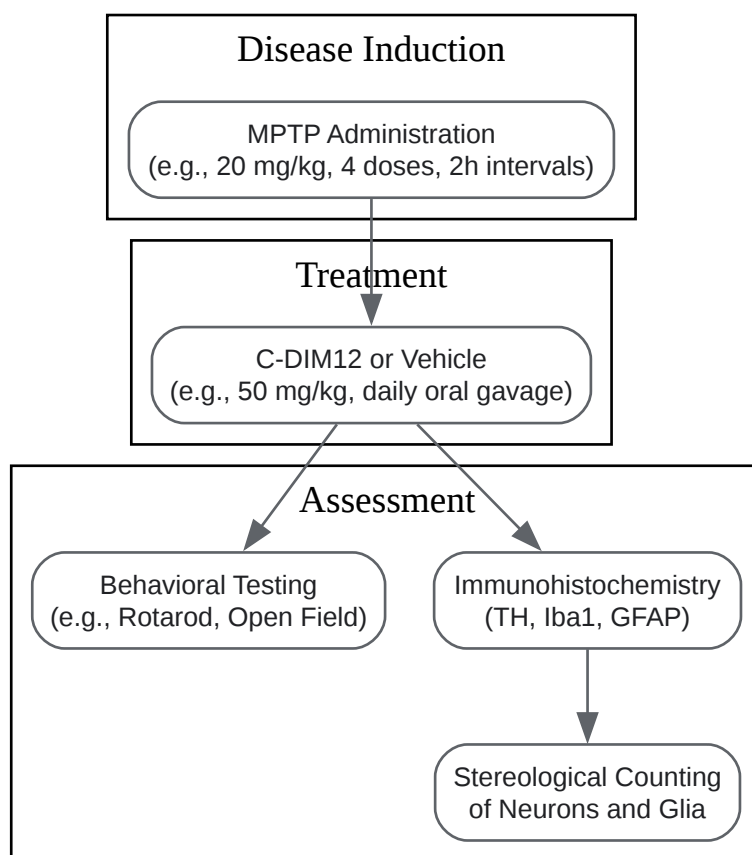 Disease Induction
MPTP Administration
(e.g., 20 mg/kg, 4 doses, 2h intervals)
Treatment
C-DIM12 or Vehicle
(e.g., 50 mg/kg, daily oral gavage)
Assessment
Behavioral Testing
(e.g., Rotarod, Open Field)
Immunohistochemistry
(TH, Iba1, GFAP)
Stereological Counting
of Neurons and Glia